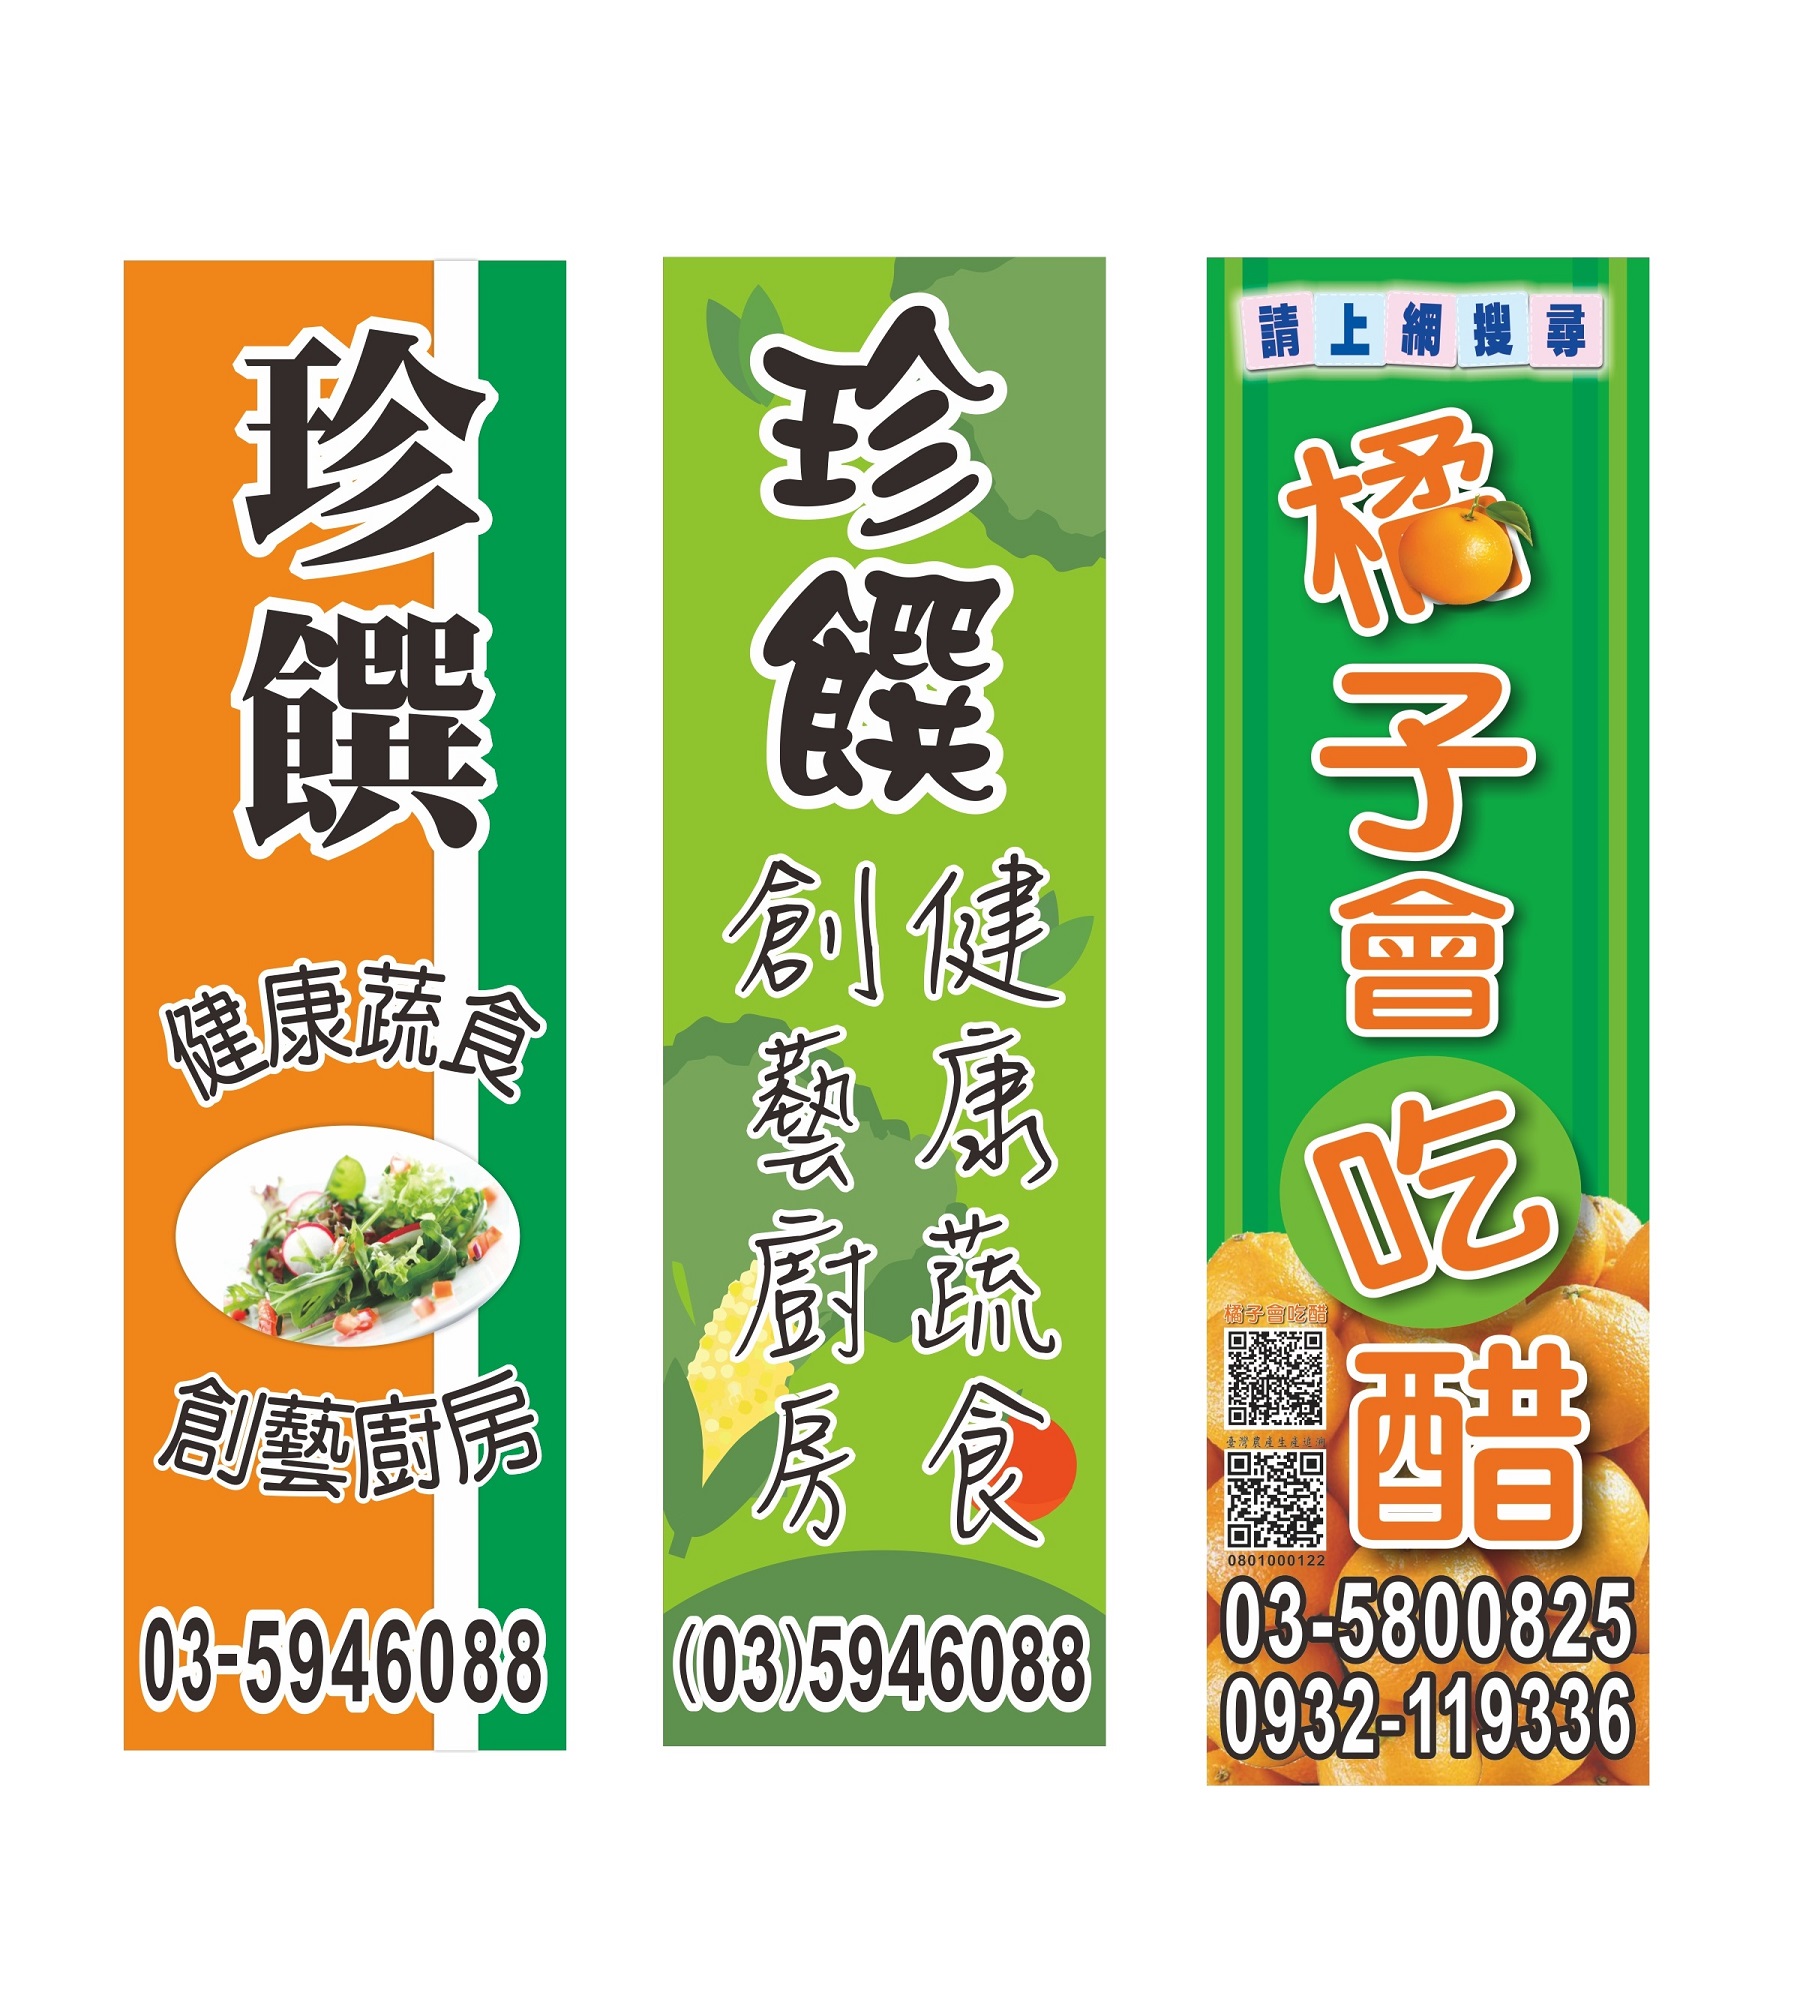 珍饌
健康蔬食
創藝廚房
03-5946088
珍饌
健康蔬食
創藝廚房
(03)5946088
請上網搜尋
橘子會吃醋
橘子會吃醋
臺灣農產生產追溯
0801000122
03-5800825
0932-119336